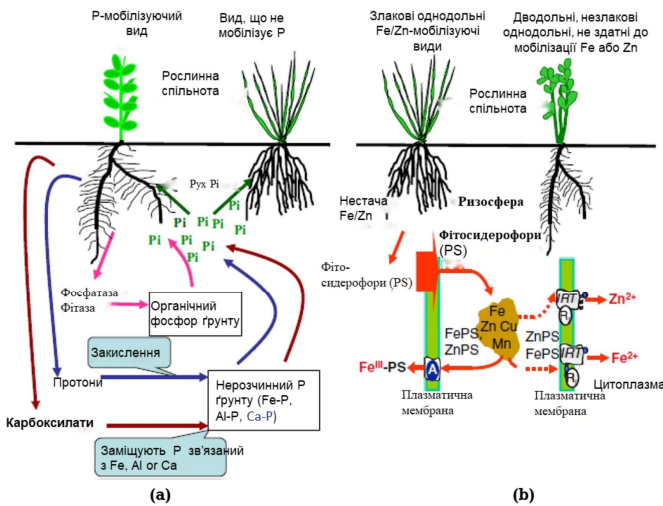 Р-мобілізуючий
вид
Вид, що не
мобілізує Р
Рослинна
спільнота
Рух Pi
Pi
Pi
Pi
Pi
Pi
Pi
Pi
Pi
Pi
Фосфатаза
Фітаза
Органічний
фосфор ґрунту
Закислення
Протони
Нерозчинний Р
ґрунту (Fe-P,
Al-P, Ca-P)
Карбоксилати
Заміщують Р зв'язаний
з Fe, Al or Ca
(a)
Злакові однодольні
Fe/Zn-мобілізуючі
види
Дводольні, незлакові
однодольні, не здатні до
мобілізації Fe або Zn
Рослинна
спільнота
Нестача
Fe/Zn
Ризосфера
Фітосидерофори
(PS)
Фіто-
сидерофори (PS)
Fe
Zn Cu
Mn
FePS,
ZnPS
ZnPS
FePS
IRT
R
Zn2+
IRT
R
Fe2+
FeIII-PS
A
Цитоплазма
Плазматична
мембрана
Плазматична
мембрана
(b)